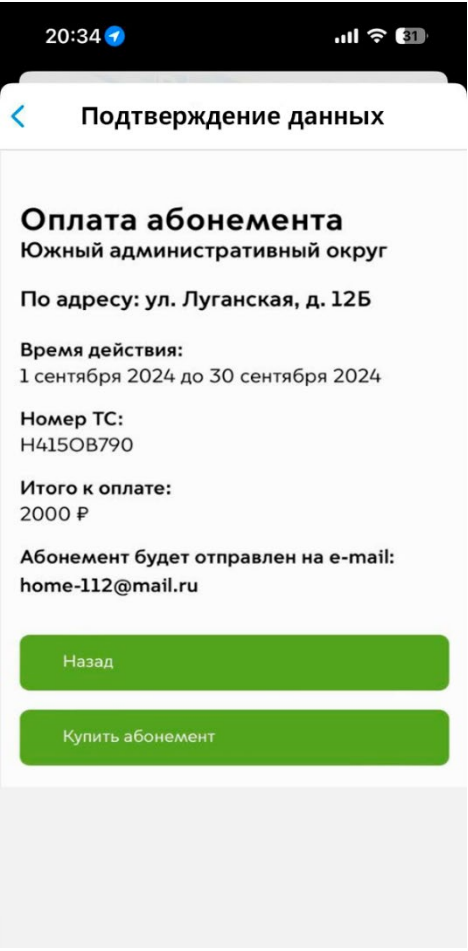 20:34
31
Подтверждение данных
Оплата абонемента
Южный административный округ
По адресу: ул. Луганская, д. 12Б
Время действия:
1 сентября 2024 до 30 сентября 2024
Номер ТС:
Н415ОВ790
Итого к оплате:
2000 ₽
Абонемент будет отправлен на e-mail:
home-112@mail.ru
Назад
Купить абонемент